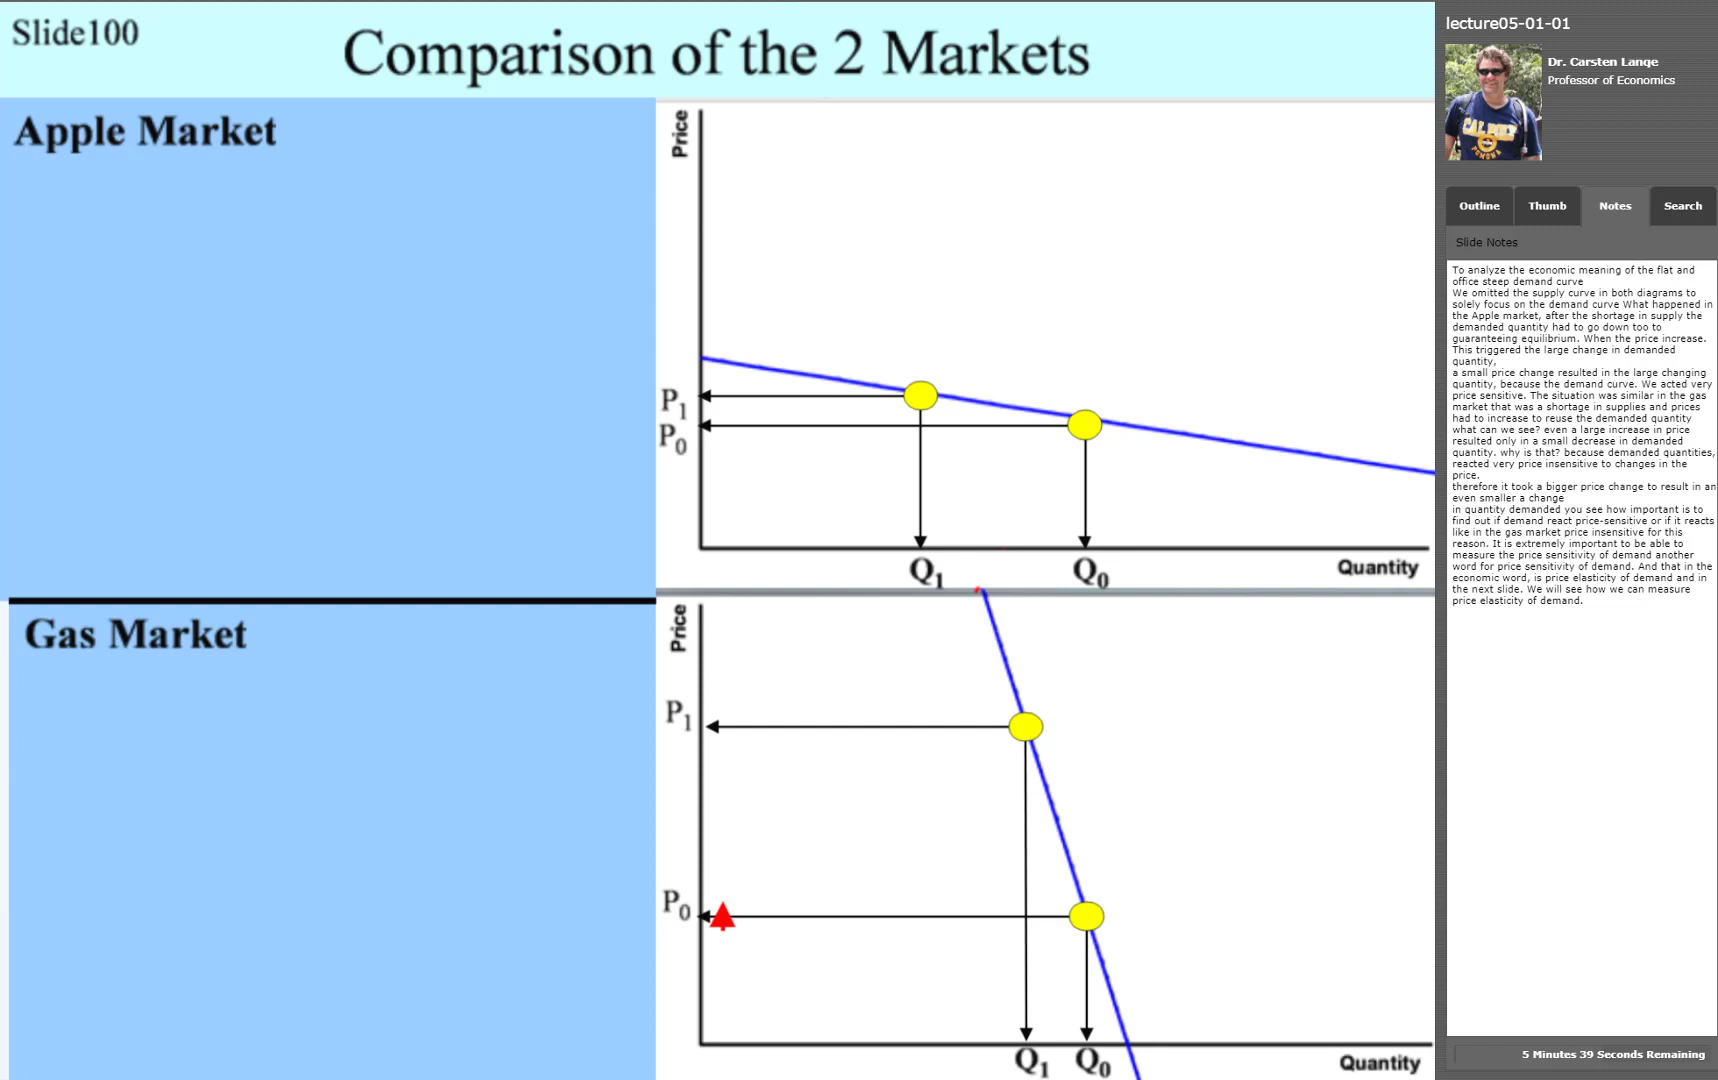 Slide100
Comparison of the 2 Markets
Apple Market
Price
P1
P0
Q1
Q0
Quantity
Gas Market
Price
P1
P0
Q1
Q0
Quantity
lecture05-01-01
Dr. Carsten Lange
Professor of Economics
CAL POLY
POMONA
Outline
Thumb
Notes
Search
Slide Notes
To analyze the economic meaning of the flat and
office steep demand curve
We omitted the supply curve in both diagrams to
solely focus on the demand curve What happened in
the Apple market, after the shortage in supply the
demanded quantity had to go down too to
guaranteeing equilibrium. When the price increase.
This triggered the large change in demanded
quantity,
a small price change resulted in the large changing
quantity, because the demand curve. We acted very
price sensitive. The situation was similar in the gas
market that was a shortage in supplies and prices
had to increase to reuse the demanded quantity
what can we see? even a large increase in price
resulted only in a small decrease in demanded
quantity. why is that? because demanded quantities,
reacted very price insensitive to changes in the
price.
therefore it took a bigger price change to result in an
even smaller a change
in quantity demanded you see how important is to
find out if demand react price-sensitive or if it reacts
like in the gas market price insensitive for this
reason. It is extremely important to be able to
measure the price sensitivity of demand another
word for price sensitivity of demand. And that in the
economic word, is price elasticity of demand and in
the next slide. We will see how we can measure
price elasticity of demand.
5 Minutes 39 Seconds Remaining